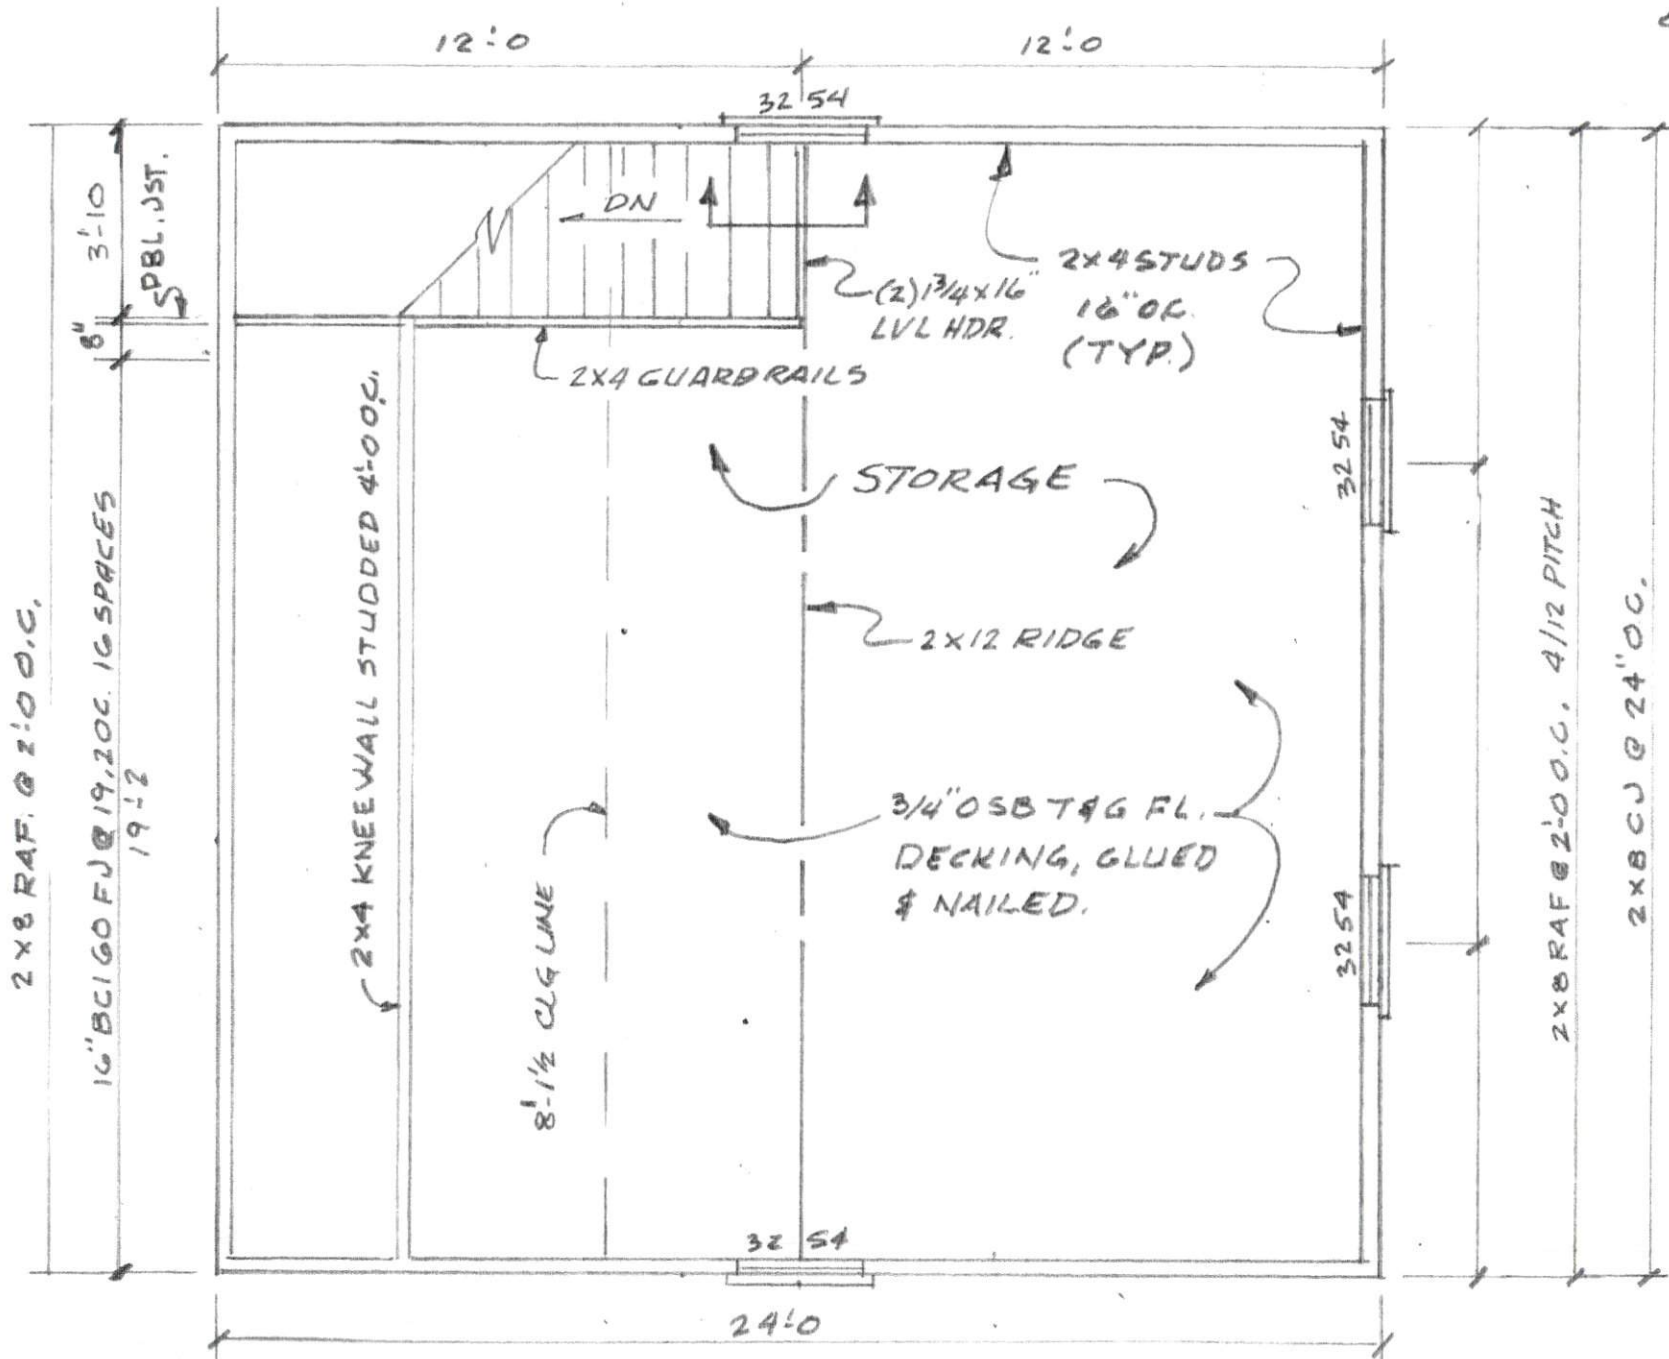 12'-0
12'-0
32 54
3'-10
DBL. JST.
8"
DN
(2) 1 3/4 x 16"
LVL HDR.
2x4 STUDS
16" O.C.
(TYP.)
2x4 GUARDRAILS
STORAGE
32 54
2x4 KNEEWALL STUDDED 4'-0 O.C.
2x8 RAF. @ 2'-0 O.C.
16" BCI 60 FJ @ 19.2 OC. 16 SPACES
19'-2
2x12 RIDGE
8'-1 1/2 CLG LINE
3/4" OSB T&G FL.
DECKING, GLUED
& NAILED.
32 54
2x8 RAF @ 2'-0 O.C. 4/12 PITCH
2x8 CJ @ 24" O.C.
32 54
24'-0